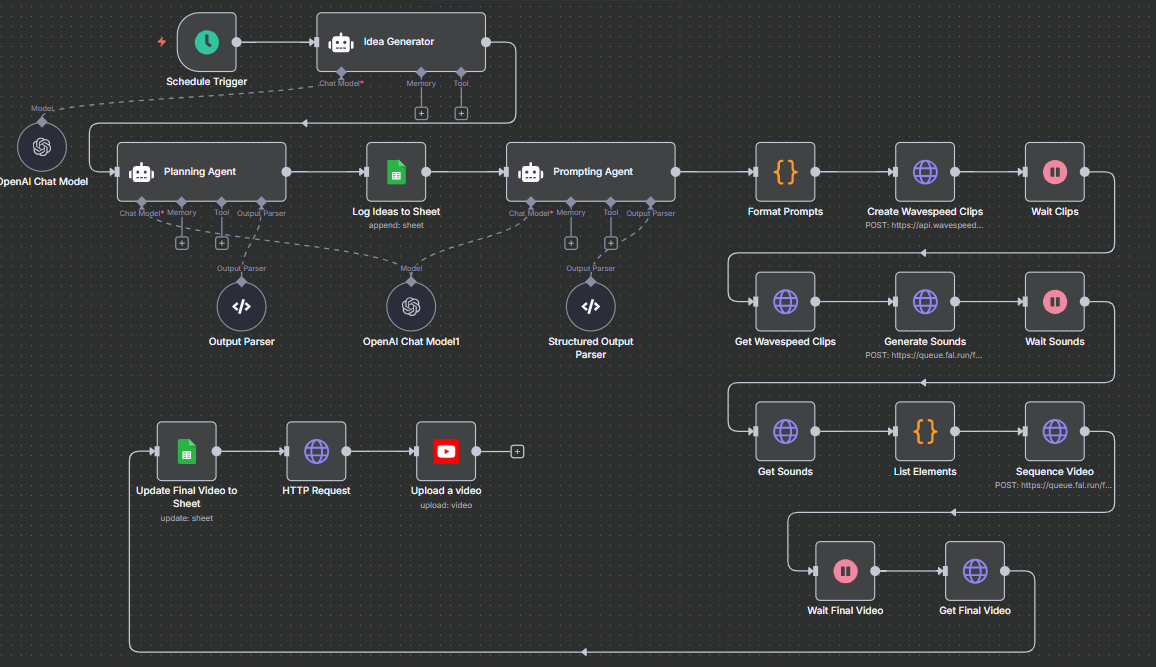 Idea Generator
Schedule Trigger
Chat Model*
Memory
Tool
Model
OpenAI Chat Model
Planning Agent
Chat Model*
Memory
Tool
Output Parser
Log Ideas to Sheet
append: sheet
Prompting Agent
Chat Model*
Memory
Tool
Output Parser
Format Prompts
Create Wavespeed Clips
POST: https://api.wavespeed...
Wait Clips
Output Parser
Output Parser
Model
OpenAI Chat Model1
Output Parser
Structured Output
Parser
Get Wavespeed Clips
Generate Sounds
POST: https://queue.fal.run/f...
Wait Sounds
Get Sounds
List Elements
Sequence Video
POST: https://queue.fal.run/f...
Update Final Video to
Sheet
update: sheet
HTTP Request
Upload a video
upload: video
Wait Final Video
Get Final Video